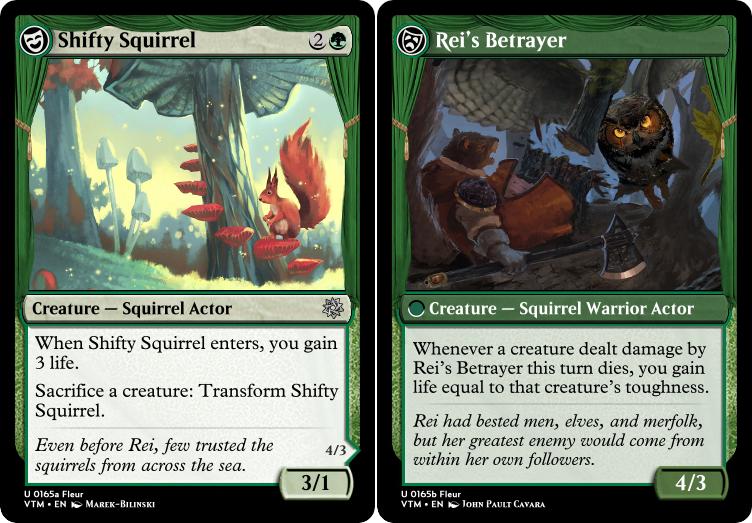 Shifty Squirrel 2
Creature — Squirrel Actor
When Shifty Squirrel enters, you gain
3 life.
Sacrifice a creature: Transform Shifty
Squirrel.
Even before Rei, few trusted the
squirrels from across the sea.
4/3
3/1
U 0165a Fleur
VTM • EN Marek-Bilinski
Rei's Betrayer
Creature — Squirrel Warrior Actor
Whenever a creature dealt damage by
Rei's Betrayer this turn dies, you gain
life equal to that creature's toughness.
Rei had bested men, elves, and merfolk,
but her greatest enemy would come from
within her own followers.
4/3
U 0165b Fleur
VTM • EN John Pault Cavara